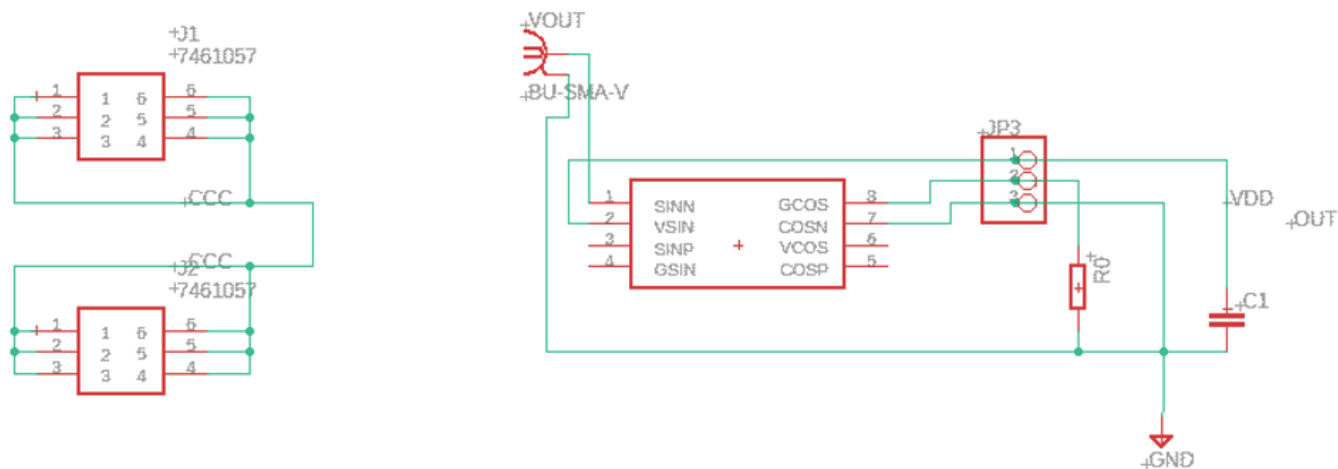 J1
7461057
1 1 6 6
2 2 5 5
3 3 4 4
CCC
CCC
J2
7461057
1 1 6 6
2 2 5 5
3 3 4 4
VOUT
BU-SMA-V
JP3
1
2
3
1 SINN GCOS 8
2 VSIN COSN 7
3 SINP VCOS 6
4 GSIN COSP 5
R0
VDD
OUT
C1
GND